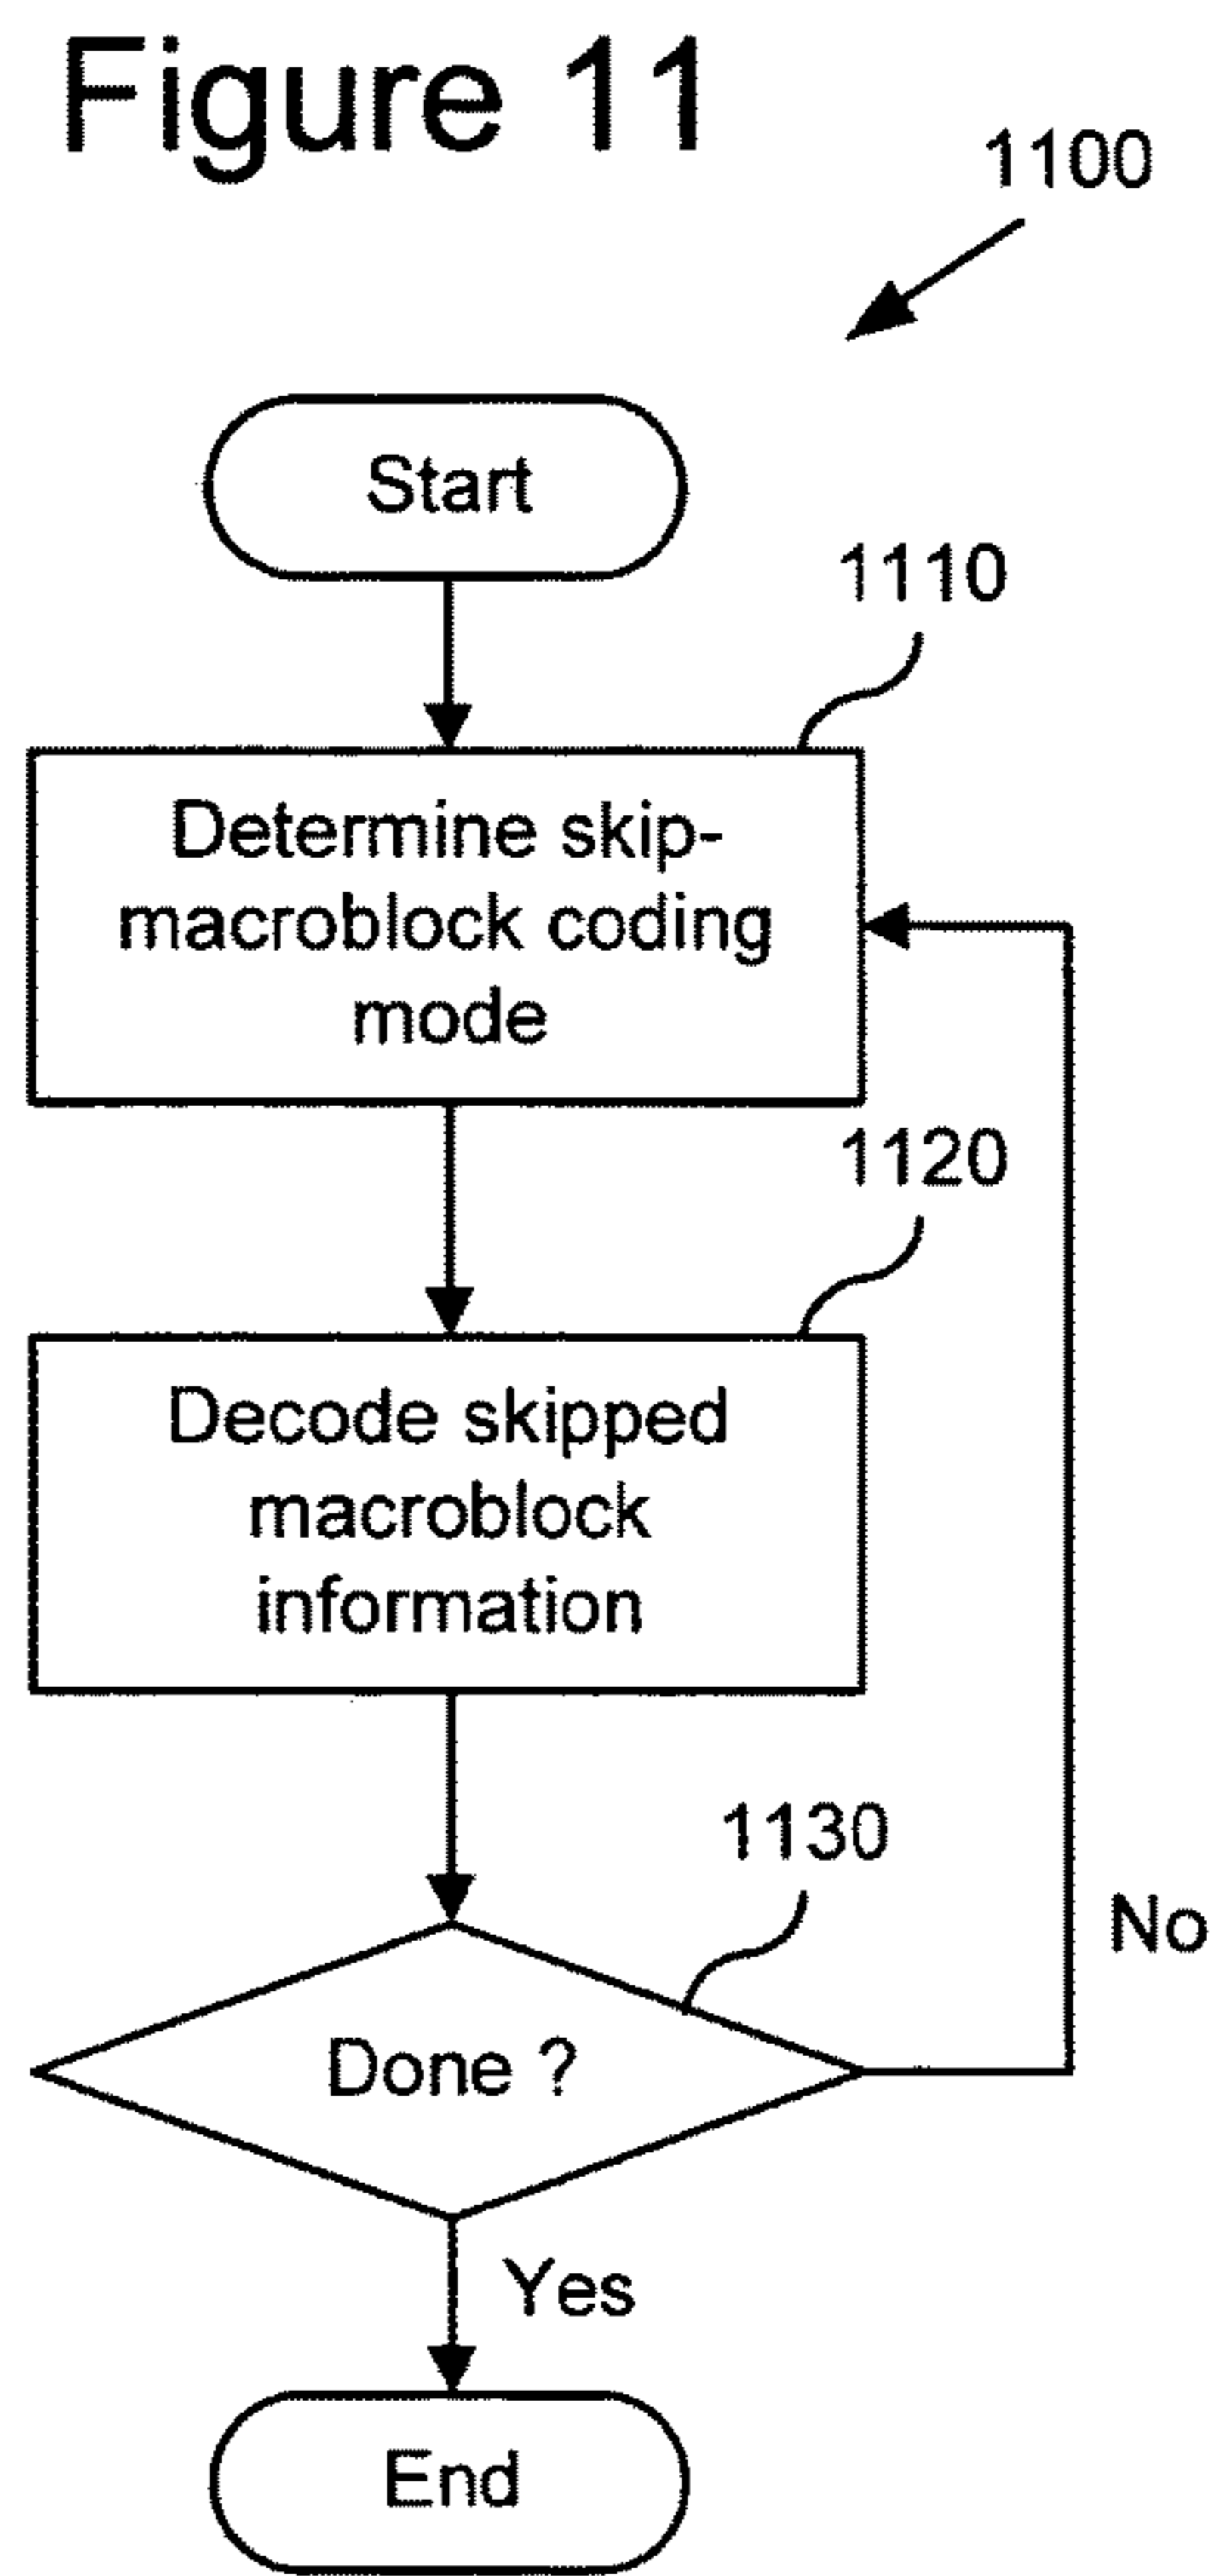 Figure 11
1100
Start
1110
Determine skip-
macroblock coding
mode
1120
Decode skipped
macroblock
information
1130
No
Done ?
Yes
End